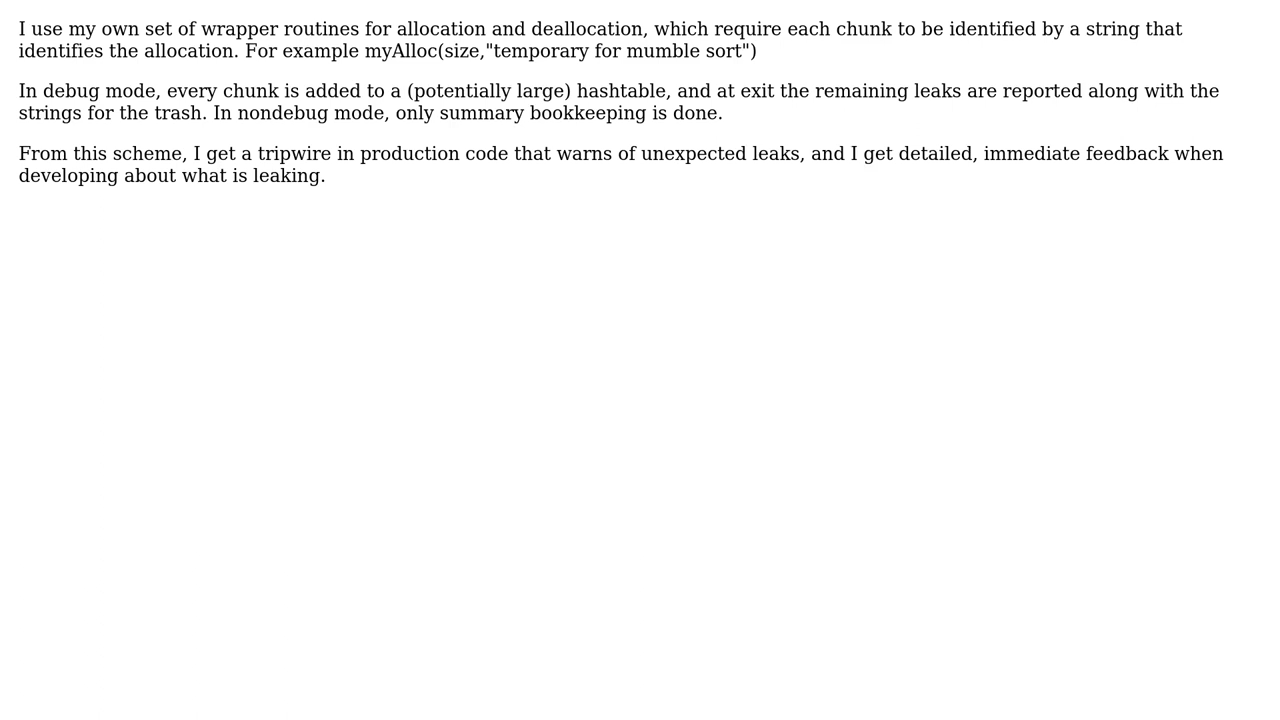 I use my own set of wrapper routines for allocation and deallocation, which require each chunk to be identified by a string that
identifies the allocation. For example myAlloc(size,"temporary for mumble sort")
In debug mode, every chunk is added to a (potentially large) hashtable, and at exit the remaining leaks are reported along with the
strings for the trash. In nondebug mode, only summary bookkeeping is done.
From this scheme, I get a tripwire in production code that warns of unexpected leaks, and I get detailed, immediate feedback when
developing about what is leaking.